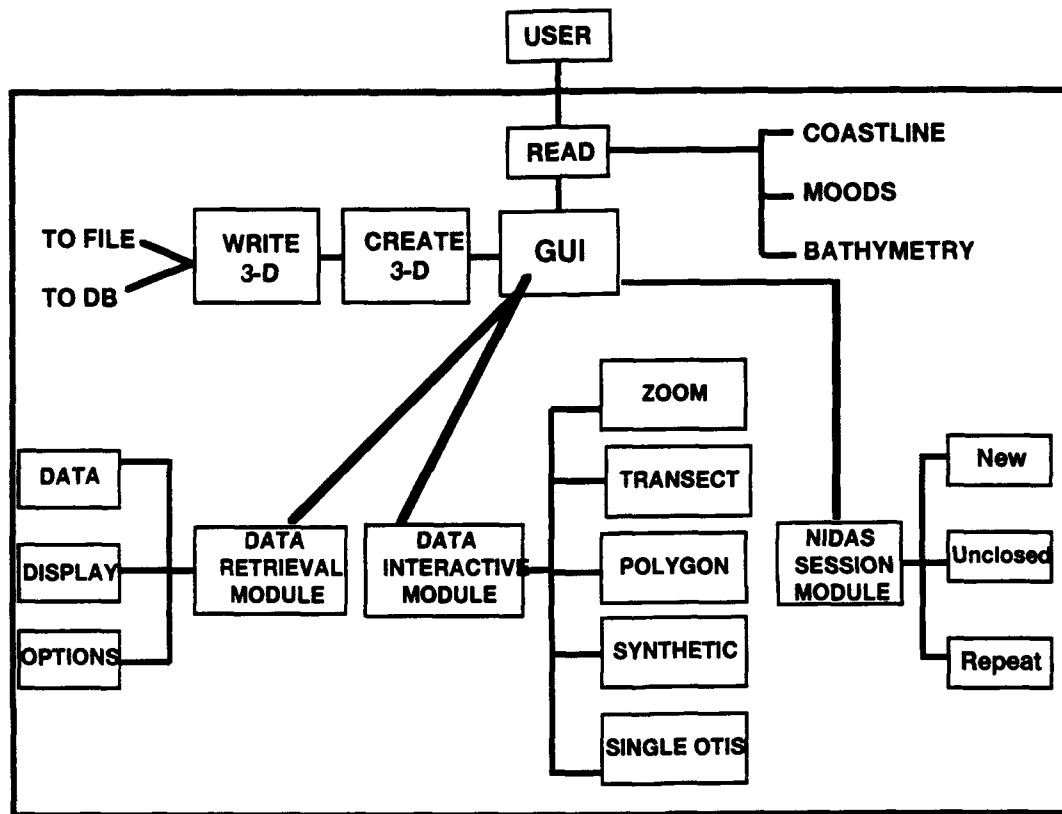 USER
READ
COASTLINE
MOODS
BATHYMETRY
TO FILE
TO DB
WRITE
3-D
CREATE
3-D
GUI
DATA
DISPLAY
OPTIONS
DATA
RETRIEVAL
MODULE
DATA
INTERACTIVE
MODULE
ZOOM
TRANSECT
POLYGON
SYNTHETIC
SINGLE OTIS
NIDAS
SESSION
MODULE
New
Unclosed
Repeat